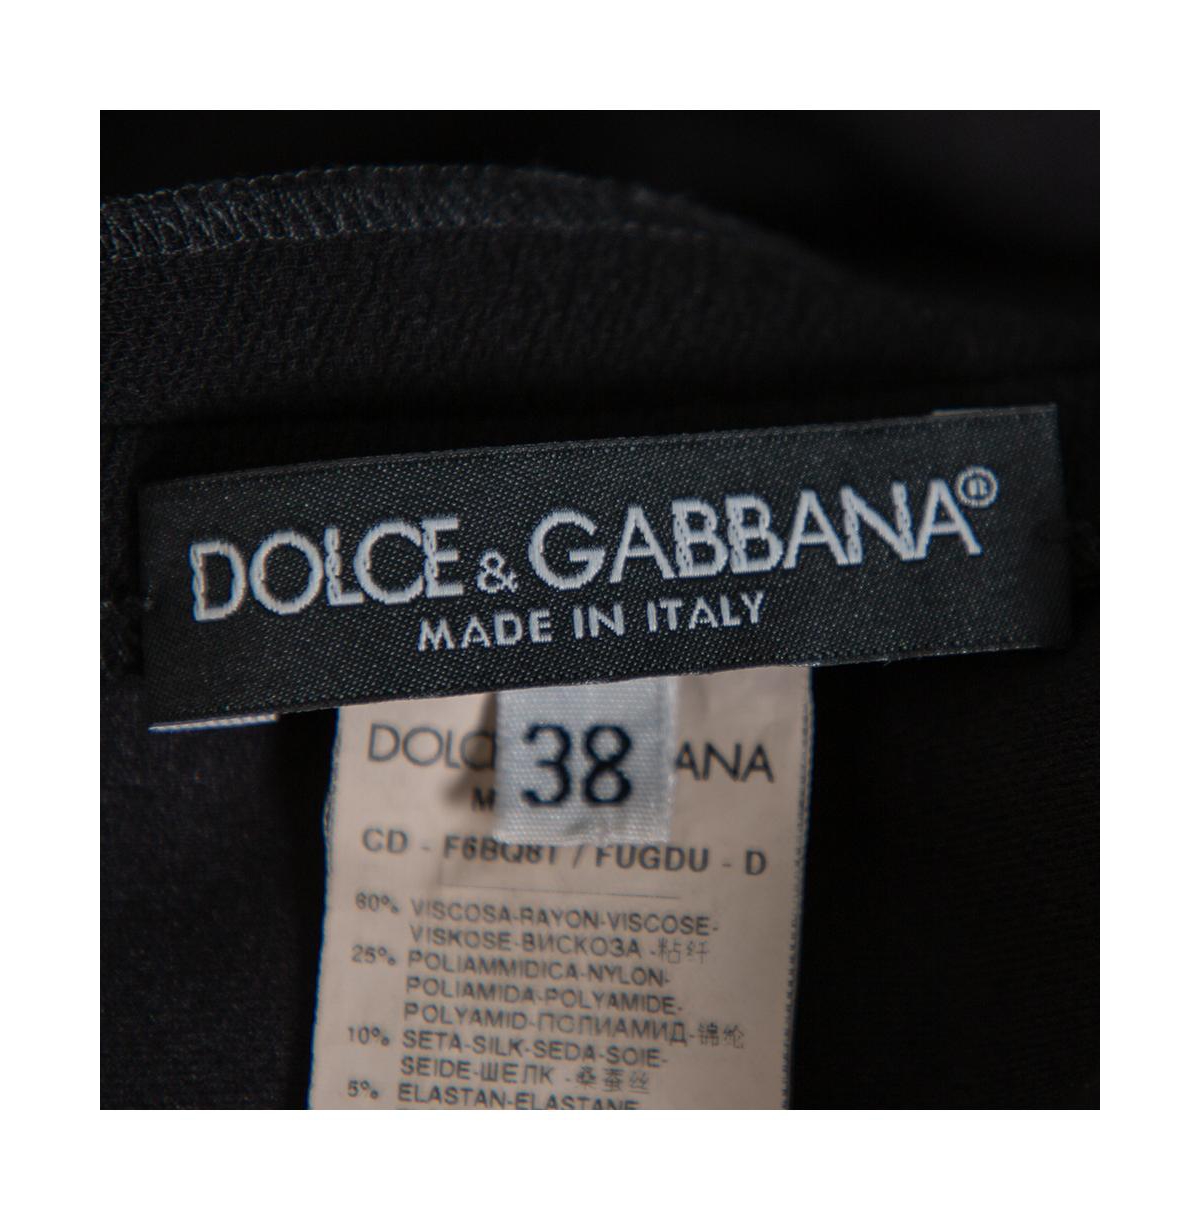 DOLCE & GABBANA®
MADE IN ITALY
38
CD - F6BQ8T / FUGDU - D
60% VISCOSA-RAYON-VISCOSE-
VISKOSE-ВИСКОЗА -粘纤
25% POLIAMMIDICA-NYLON-
POLIAMIDA-POLYAMIDE-
POLYAMID-ПОЛИАМИД-锦纶
10% SETA-SILK-SEDA-SOIE-
SEIDE-ШЕЛК -桑蚕丝
5% ELASTAN-ELASTANE